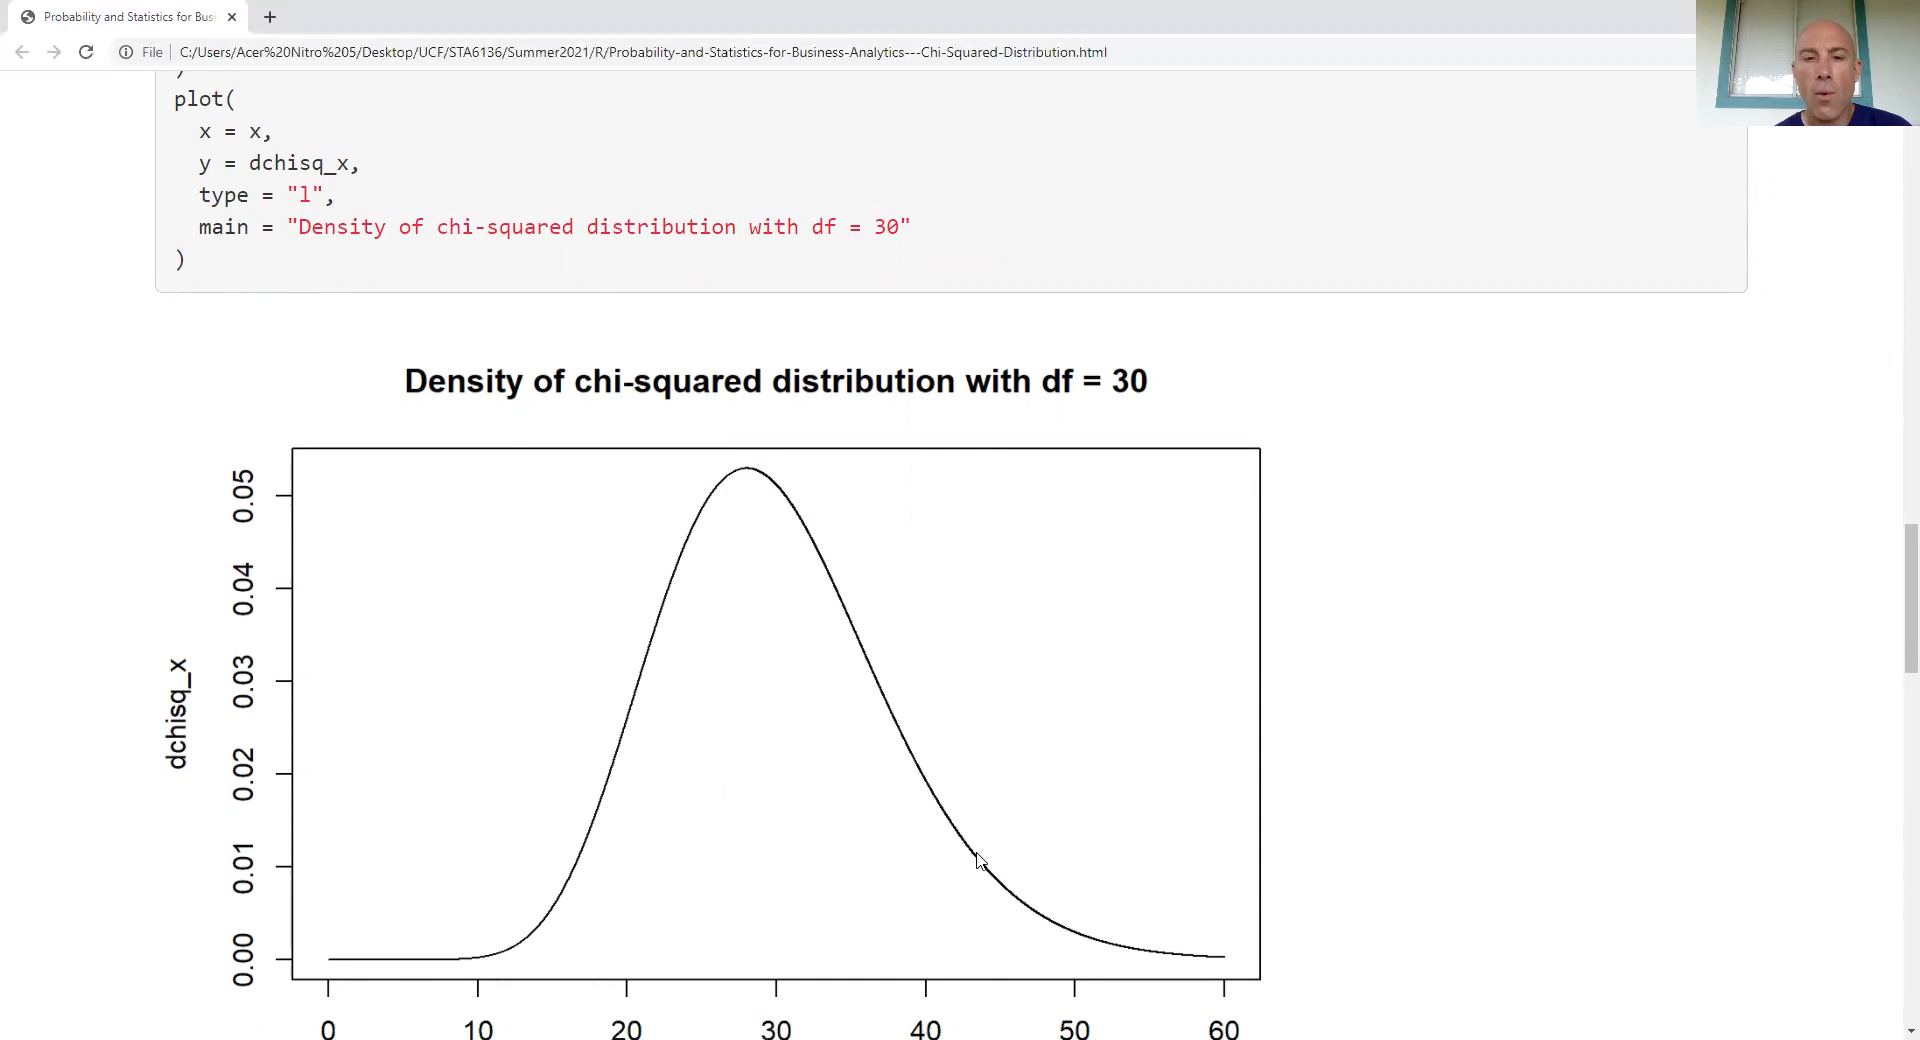 Probability and Statistics for Busi
File
C:/Users/Acer%20Nitro%205/Desktop/UCF/STA6136/Summer2021/R/Probability-and-Statistics-for-Business-Analytics---Chi-Squared-Distribution.html
)
plot(
x = x,
y = dchisq_x,
type = "l",
main = "Density of chi-squared distribution with df = 30"
)
Density of chi-squared distribution with df = 30
dchisq_x
0.05
0.04
0.03
0.02
0.01
0.00
0 10 20 30 40 50 60